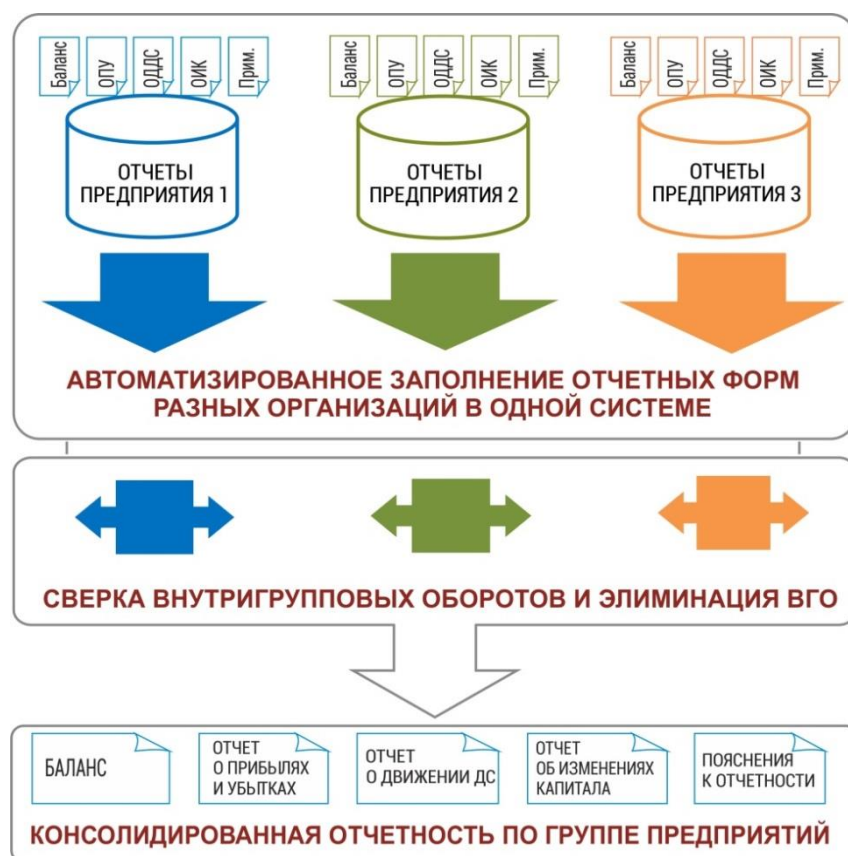 Баланс
ОПУ
ОДДС
ОИК
Прим.
Баланс
ОПУ
ОДДС
ОИК
Прим.
Баланс
ОПУ
ОДДС
ОИК
Прим.
ОТЧЕТЫ
ПРЕДПРИЯТИЯ 1
ОТЧЕТЫ
ПРЕДПРИЯТИЯ 2
ОТЧЕТЫ
ПРЕДПРИЯТИЯ 3
АВТОМАТИЗИРОВАННОЕ ЗАПОЛНЕНИЕ ОТЧЕТНЫХ ФОРМ
РАЗНЫХ ОРГАНИЗАЦИЙ В ОДНОЙ СИСТЕМЕ
СВЕРКА ВНУТРИГРУППОВЫХ ОБОРОТОВ И ЭЛИМИНАЦИЯ ВГО
БАЛАНС
ОТЧЕТ
О ПРИБЫЛЯХ
И УБЫТКАХ
ОТЧЕТ
О ДВИЖЕНИИ ДС
ОТЧЕТ
ОБ ИЗМЕНЕНИЯХ
КАПИТАЛА
ПОЯСНЕНИЯ
К ОТЧЕТНОСТИ
КОНСОЛИДИРОВАННАЯ ОТЧЕТНОСТЬ ПО ГРУППЕ ПРЕДПРИЯТИЙ